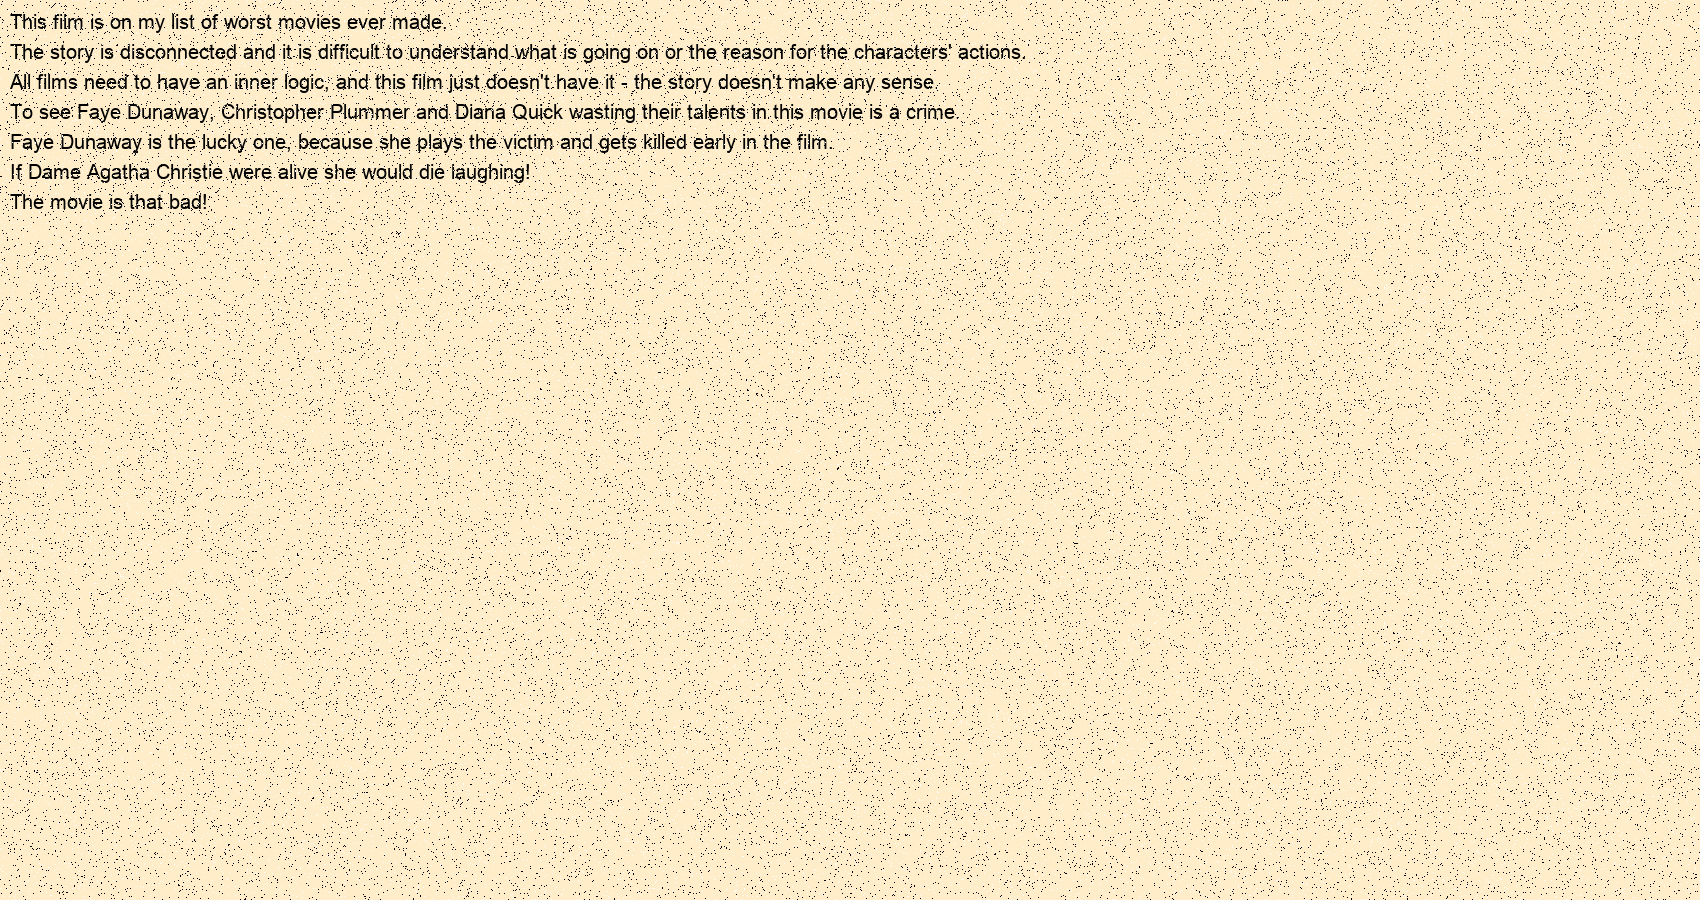 This film is on my list of worst movies ever made.
The story is disconnected and it is difficult to understand what is going on or the reason for the characters' actions.
All films need to have an inner logic, and this film just doesn't have it - the story doesn't make any sense.
To see Faye Dunaway, Christopher Plummer and Diana Quick wasting their talents in this movie is a crime.
Faye Dunaway is the lucky one, because she plays the victim and gets killed early in the film.
If Dame Agatha Christie were alive she would die laughing!
The movie is that bad!